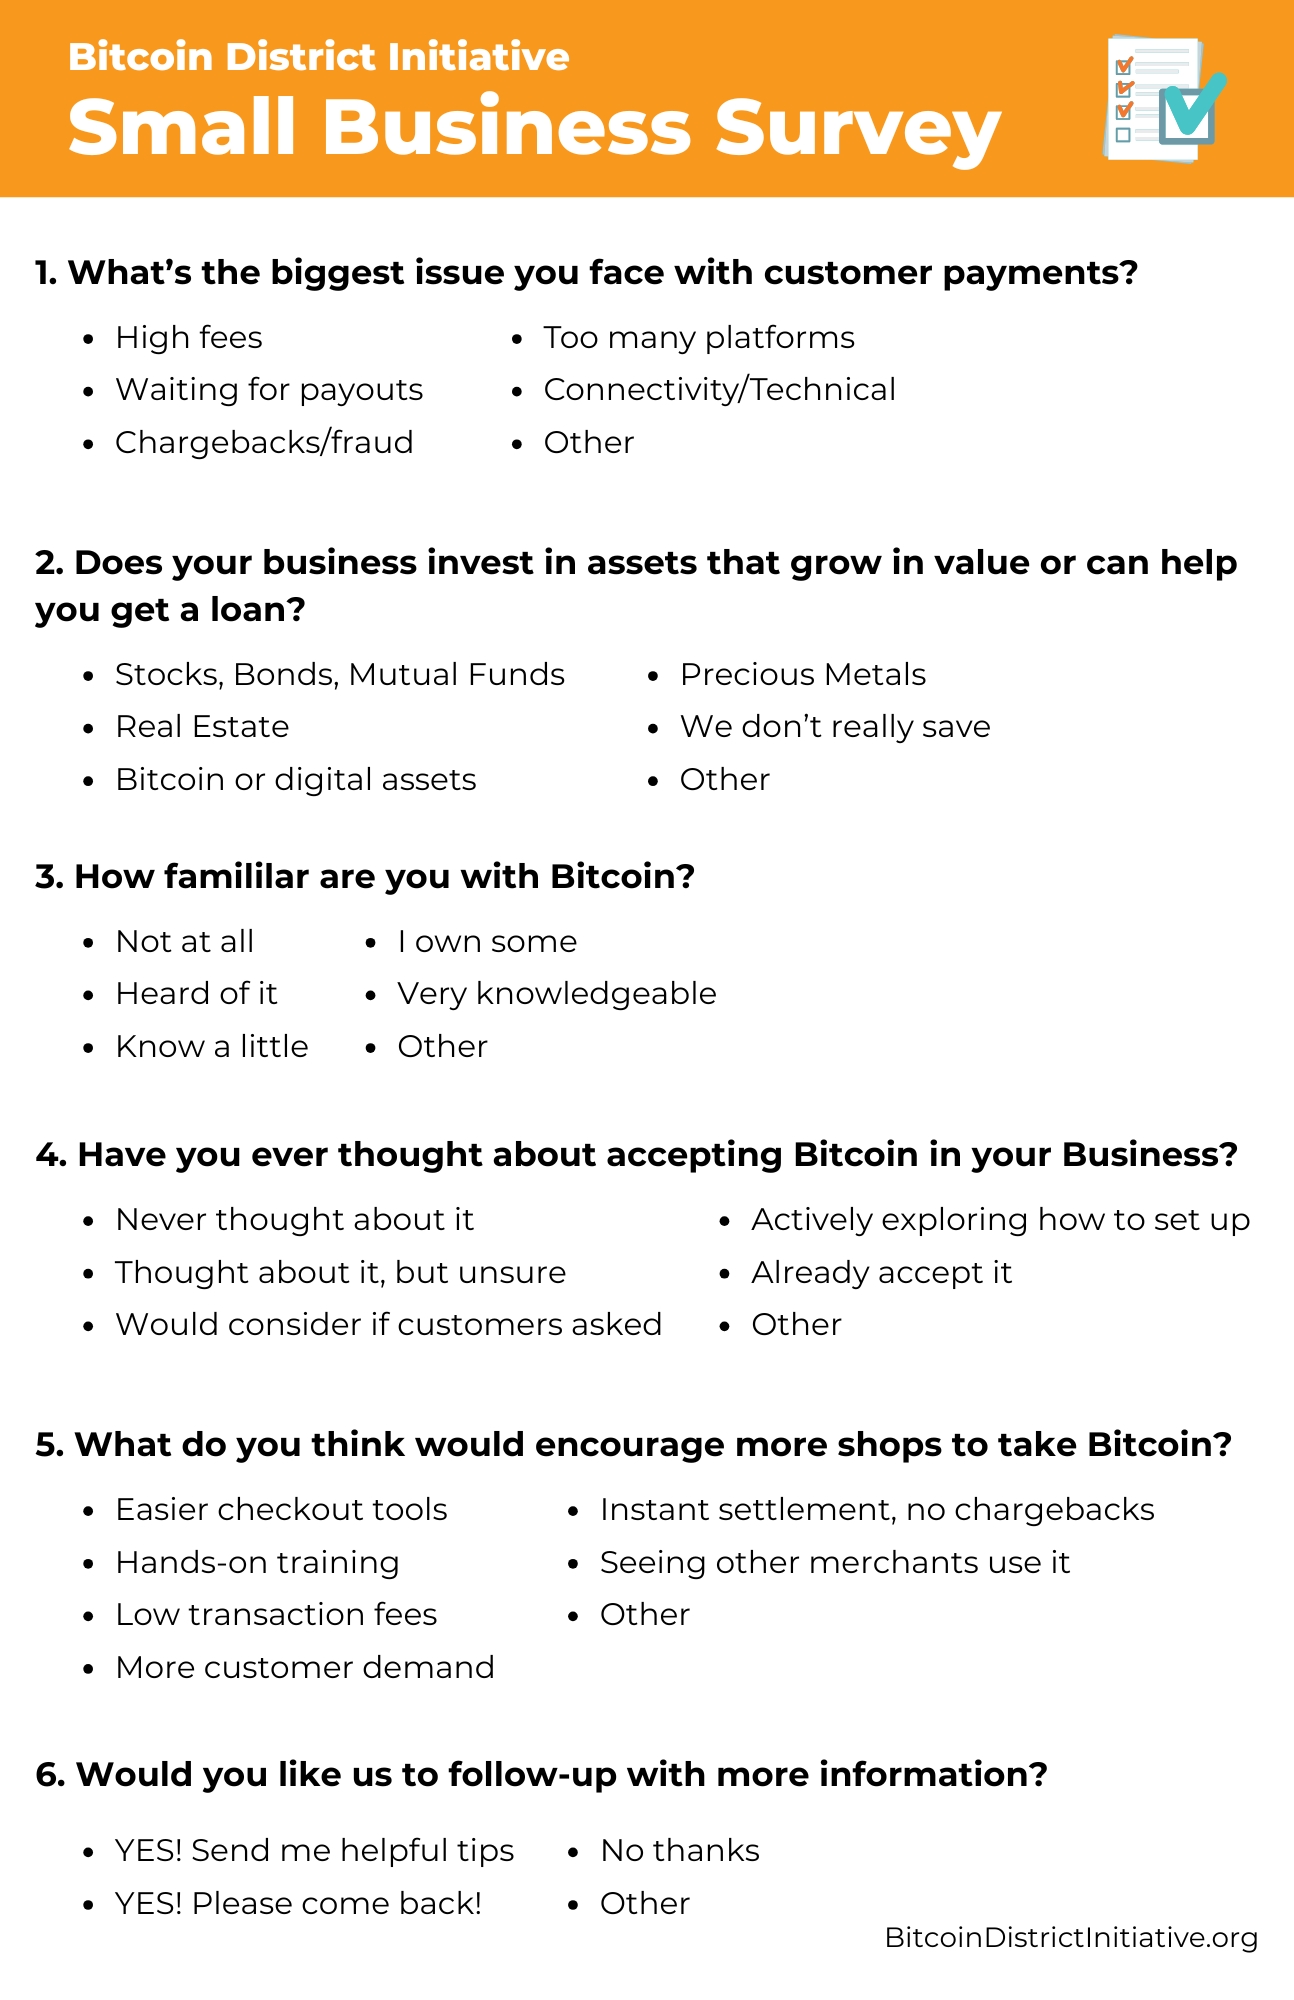 Bitcoin District Initiative
Small Business Survey
1. What’s the biggest issue you face with customer payments?
• High fees
• Waiting for payouts
• Chargebacks/fraud
• Too many platforms
• Connectivity/Technical
• Other
2. Does your business invest in assets that grow in value or can help
you get a loan?
• Stocks, Bonds, Mutual Funds
• Real Estate
• Bitcoin or digital assets
• Precious Metals
• We don’t really save
• Other
3. How famililar are you with Bitcoin?
• Not at all
• Heard of it
• Know a little
• I own some
• Very knowledgeable
• Other
4. Have you ever thought about accepting Bitcoin in your Business?
• Never thought about it
• Thought about it, but unsure
• Would consider if customers asked
• Actively exploring how to set up
• Already accept it
• Other
5. What do you think would encourage more shops to take Bitcoin?
• Easier checkout tools
• Hands-on training
• Low transaction fees
• More customer demand
• Instant settlement, no chargebacks
• Seeing other merchants use it
• Other
6. Would you like us to follow-up with more information?
• YES! Send me helpful tips
• YES! Please come back!
• No thanks
• Other
BitcoinDistrictInitiative.org